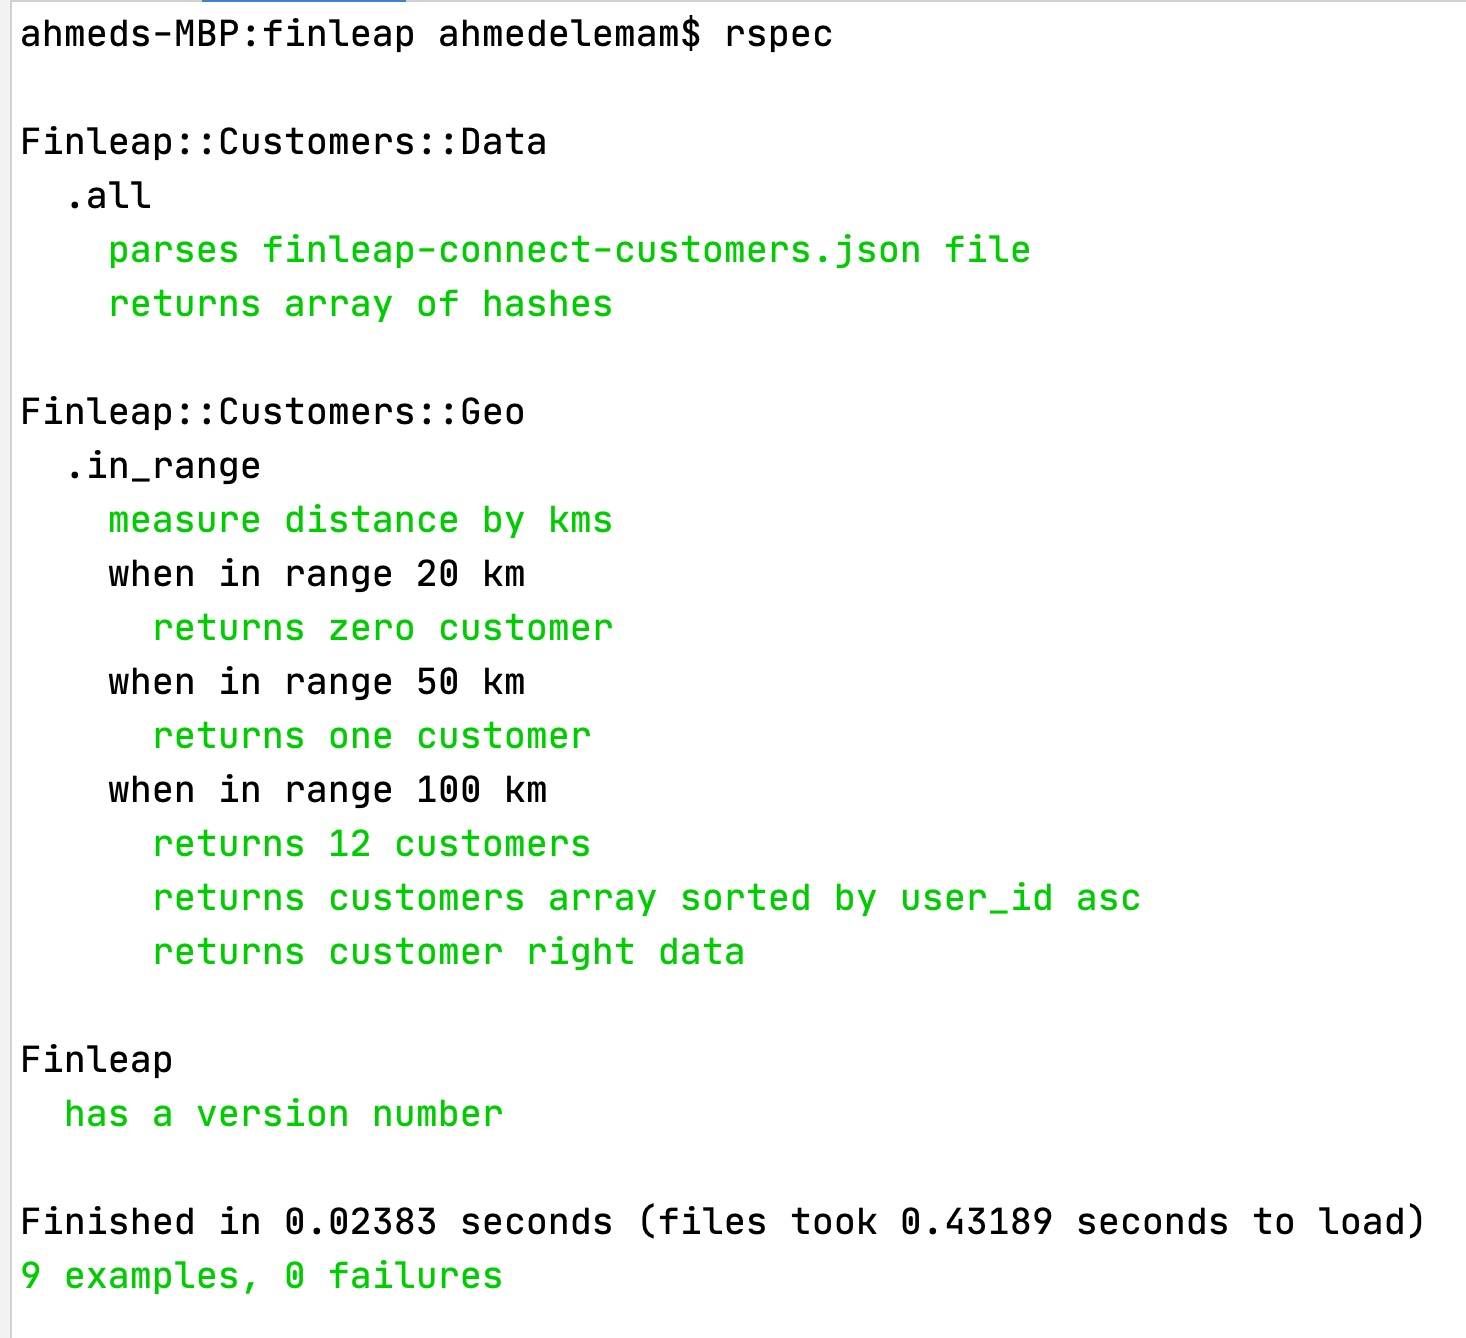 ahmeds-MBP:finleap ahmedelemam$ rspec
Finleap::Customers::Data
.all
parses finleap-connect-customers.json file
returns array of hashes
Finleap::Customers::Geo
.in_range
measure distance by kms
when in range 20 km
returns zero customer
when in range 50 km
returns one customer
when in range 100 km
returns 12 customers
returns customers array sorted by user_id asc
returns customer right data
Finleap
has a version number
Finished in 0.02383 seconds (files took 0.43189 seconds to load)
9 examples, 0 failures